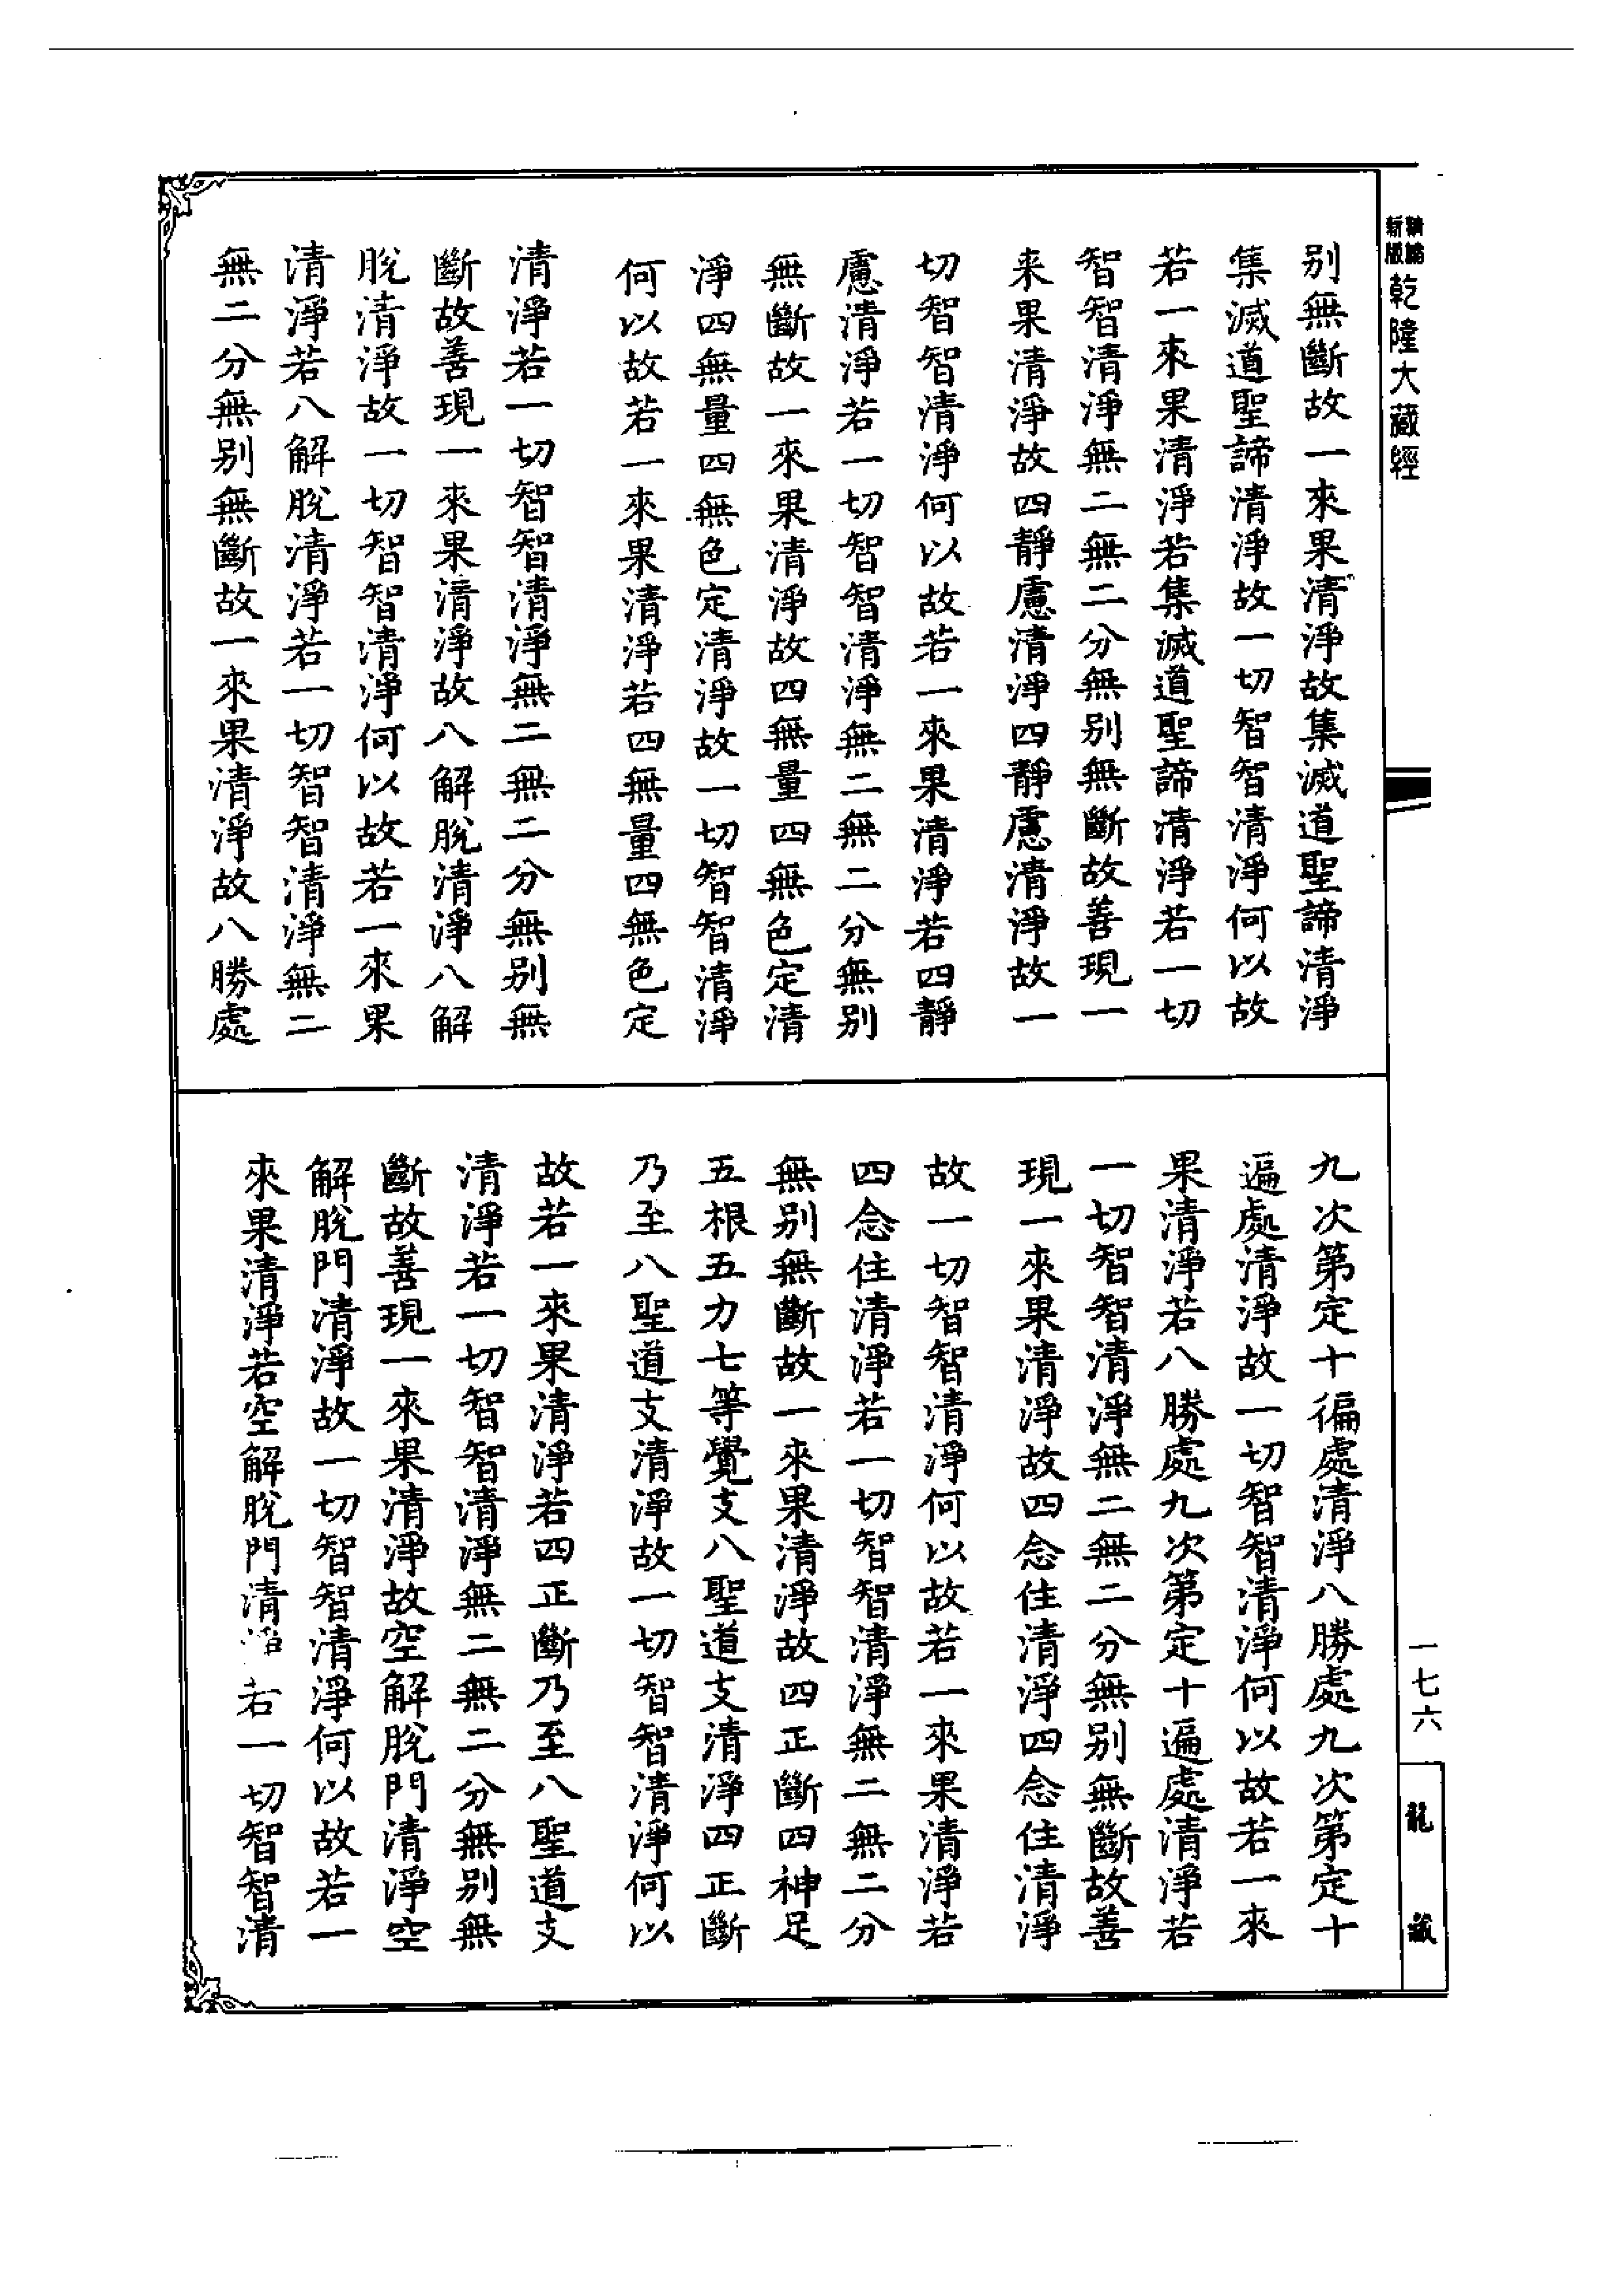 新版
精編
乾隆大藏經
别無斷故一來果清淨故集滅道聖諦清淨
集滅道聖諦清淨故一切智智清淨何以故
若一來果清淨若集滅道聖諦清淨若一切
智智清淨無二無二分無别無斷故善現一
来果清淨故四靜慮清淨四靜慮清淨故一
切智智清淨何以故若一來果清淨若四靜
慮清淨若一切智智清淨無二無二分無别
無斷故一來果清淨故四無量四無色定清
淨四無量四無色定清淨故一切智智清淨
何以故若一來果清淨若四無量四無色定
清淨若一切智智清淨無二無二分無别無
斷故善現一來果清淨故八解脫清淨八解
脫清淨故一切智智清淨何以故若一來果
清淨若八解脫清淨若一切智智清淨無二
無二分無别無斷故一來果清淨故八勝處
九次第定十徧處清淨八勝處九次第定十
遍處清淨故一切智智清淨何以故若一來
果清淨若八勝處九次第定十遍處清淨若
一切智智清淨無二無二分無别無斷故善
現一來果清淨故四念住清淨四念住清淨
故一切智智清淨何以故若一來果清淨若
四念住清淨若一切智智清淨無二無二分
無别無斷故一來果清淨故四正斷四神足
五根五力七等覺支八聖道支清淨四正斷
乃至八聖道支清淨故一切智智清淨何以
故若一來果清淨若四正斷乃至八聖道支
清淨若一切智智清淨無二無二分無别無
斷故善現一來果清淨故空解脫門清淨空
解脫門清淨故一切智智清淨何以故若一
來果清淨若空解脫門清淨若一切智智清
一七六
龍藏